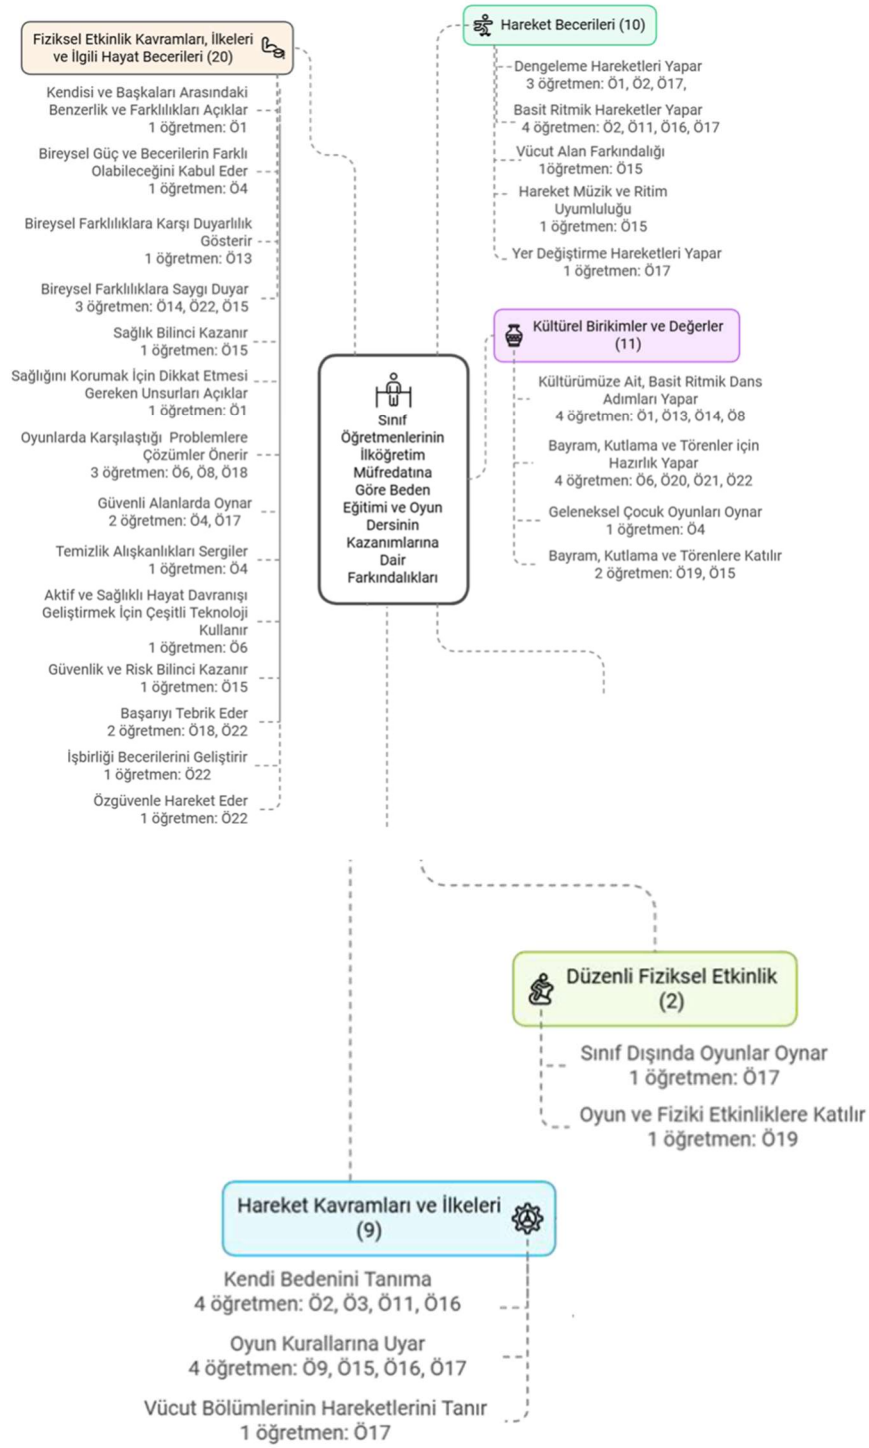 Fiziksel Etkinlik Kavramları, İlkeleri
ve İlgili Hayat Becerileri (20)
Kendisi ve Başkaları Arasındaki
Benzerlik ve Farklılıkları Açıklar
1 öğretmen: Ö1
Bireysel Güç ve Becerilerin Farklı
Olabileceğini Kabul Eder
1 öğretmen: Ö4
Bireysel Farklılıklara Karşı Duyarlılık
Gösterir
1 öğretmen: Ö13
Bireysel Farklılıklara Saygı Duyar
3 öğretmen: Ö14, Ö22, Ö15
Sağlık Bilinci Kazanır
1 öğretmen: Ö15
Sağlığını Korumak İçin Dikkat Etmesi
Gereken Unsurları Açıklar
1 öğretmen: Ö1
Oyunlarda Karşılaştığı Problemlere
Çözümler Önerir
3 öğretmen: Ö6, Ö8, Ö18
Güvenli Alanlarda Oynar
2 öğretmen: Ö4, Ö17
Temizlik Alışkanlıkları Sergiler
1 öğretmen: Ö4
Aktif ve Sağlıklı Hayat Davranışı
Geliştirmek İçin Çeşitli Teknoloji
Kullanır
1 öğretmen: Ö6
Güvenlik ve Risk Bilinci Kazanır
1 öğretmen: Ö15
Başarıyı Tebrik Eder
2 öğretmen: Ö18, Ö22
İşbirliği Becerilerini Geliştirir
1 öğretmen: Ö22
Özgüvenle Hareket Eder
1 öğretmen: Ö22
Hareket Becerileri (10)
Dengeleme Hareketleri Yapar
3 öğretmen: Ö1, Ö2, Ö17,
Basit Ritmik Hareketler Yapar
4 öğretmen: Ö2, Ö11, Ö16, Ö17
Vücut Alan Farkındalığı
1öğretmen: Ö15
Hareket Müzik ve Ritim
Uyumluluğu
1 öğretmen: Ö15
Yer Değiştirme Hareketleri Yapar
1 öğretmen: Ö17
Kültürel Birikimler ve Değerler
(11)
Kültürümüze Ait, Basit Ritmik Dans
Adımları Yapar
4 öğretmen: Ö1, Ö13, Ö14, Ö8
Bayram, Kutlama ve Törenler için
Hazırlık Yapar
4 öğretmen: Ö6, Ö20, Ö21, Ö22
Geleneksel Çocuk Oyunları Oynar
1 öğretmen: Ö4
Bayram, Kutlama ve Törenlere Katılır
2 öğretmen: Ö19, Ö15
Sınıf
Öğretmenlerinin
İlköğretim
Müfredatına
Göre Beden
Eğitimi ve Oyun
Dersinin
Kazanımlarına
Dair
Farkındalıkları
Düzenli Fiziksel Etkinlik
(2)
Sınıf Dışında Oyunlar Oynar
1 öğretmen: Ö17
Oyun ve Fiziki Etkinliklere Katılır
1 öğretmen: Ö19
Hareket Kavramları ve İlkeleri
(9)
Kendi Bedenini Tanıma
4 öğretmen: Ö2, Ö3, Ö11, Ö16
Oyun Kurallarına Uyar
4 öğretmen: Ö9, Ö15, Ö16, Ö17
Vücut Bölümlerinin Hareketlerini Tanır
1 öğretmen: Ö17